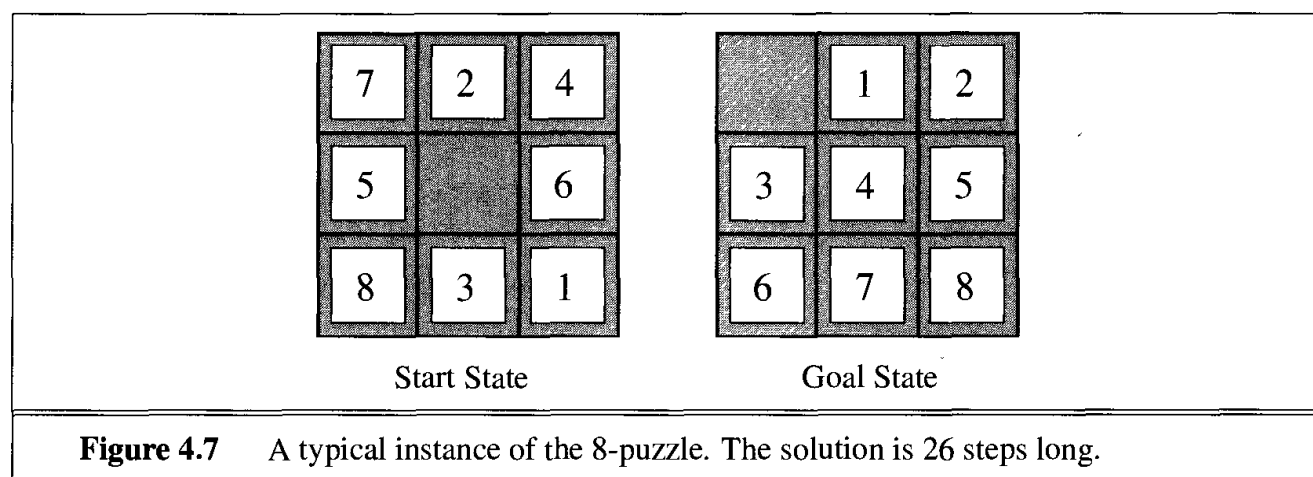 7 2 4 1 2
5 6 3 4 5
8 3 1 6 7 8
Start State Goal State
Figure 4.7 A typical instance of the 8-puzzle. The solution is 26 steps long.